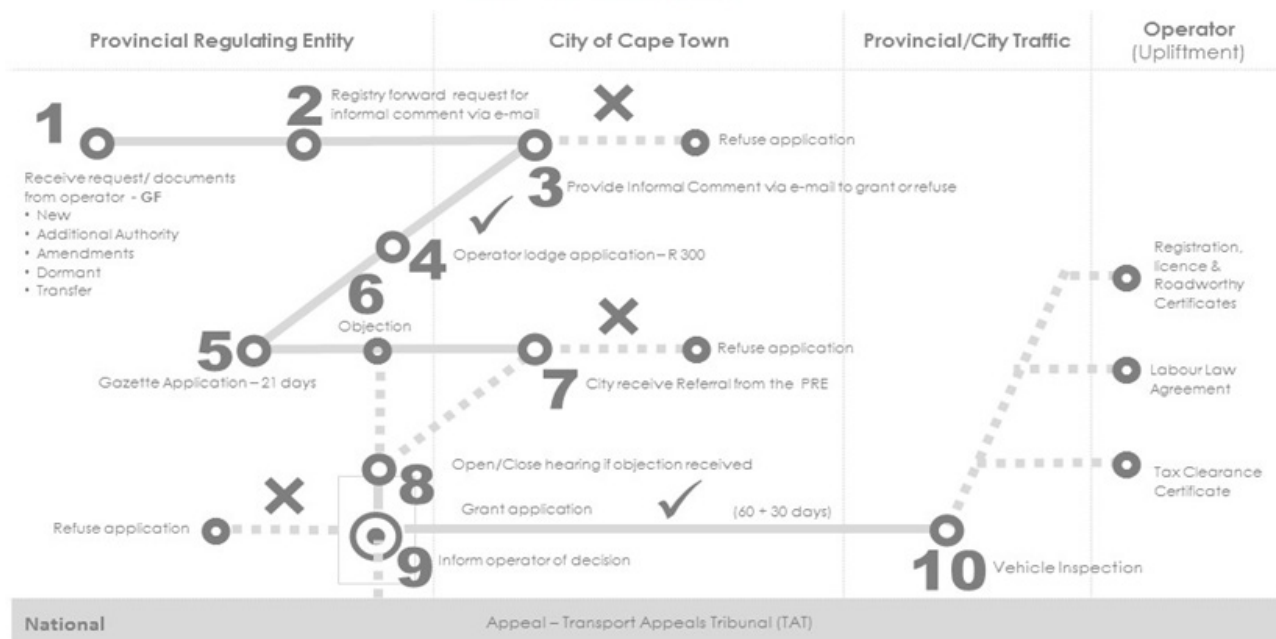 Provincial Regulating Entity
City of Cape Town
Provincial/City Traffic
Operator
(Upliftment)
1
2
Registry forward request for
informal comment via e-mail
Refuse application
Receive request/ documents
from operator - GF
• New
• Additional Authority
• Amendments
• Dormant
• Transfer
3
Provide Informal Comment via e-mail to grant or refuse
4
Operator lodge application – R 300
Registration,
licence &
Roadworthy
Certificates
6
Objection
5
Gazette Application – 21 days
Refuse application
7
City receive Referral from the PRE
Labour Law
Agreement
8
Open/Close hearing if objection received
Tax Clearance
Certificate
Grant application
(60 + 30 days)
Refuse application
9
Inform operator of decision
10
Vehicle Inspection
National
Appeal – Transport Appeals Tribunal (TAT)